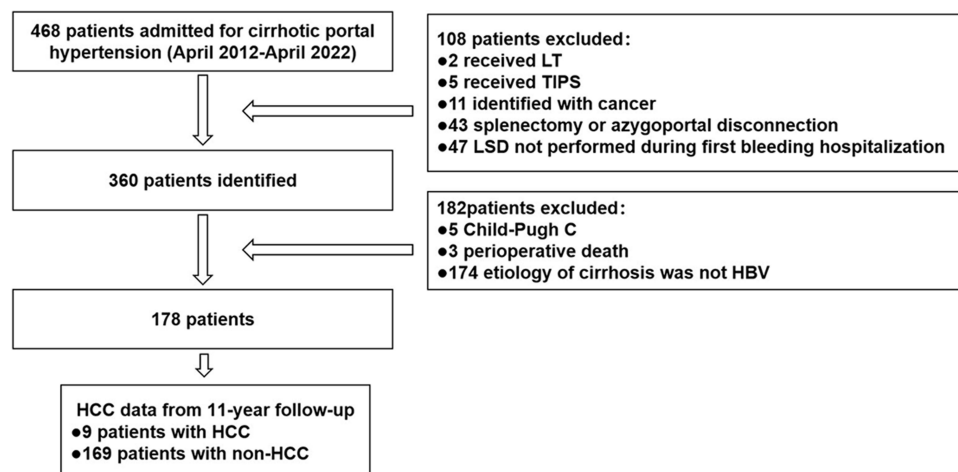 468 patients admitted for cirrhotic portal
hypertension (April 2012-April 2022)
108 patients excluded:
●2 received LT
●5 received TIPS
●11 identified with cancer
●43 splenectomy or azygoportal disconnection
●47 LSD not performed during first bleeding hospitalization
360 patients identified
182patients excluded:
●5 Child-Pugh C
●3 perioperative death
●174 etiology of cirrhosis was not HBV
178 patients
HCC data from 11-year follow-up
●9 patients with HCC
●169 patients with non-HCC